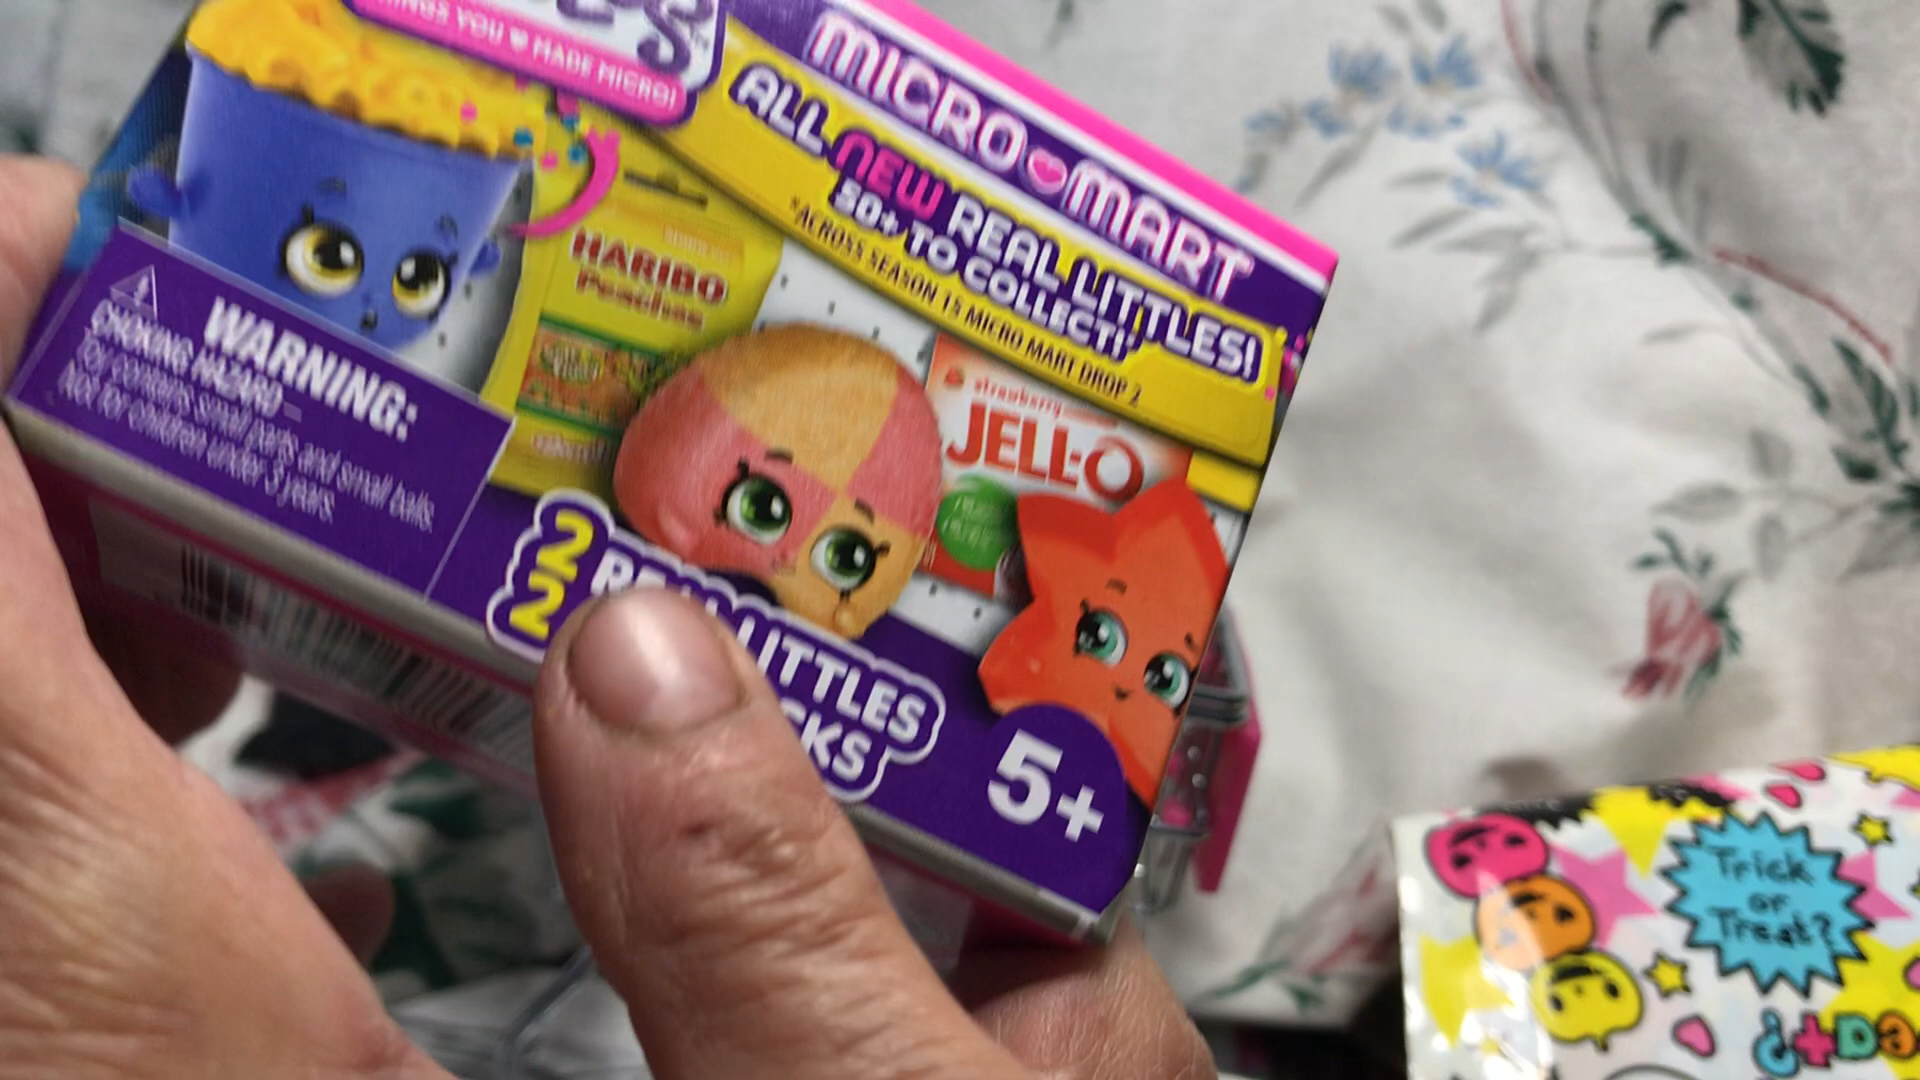 THINGS YOU MADE MICRO!
MICRO MART
ALL NEW REAL LITTLES!
50+ TO COLLECT!
*ACROSS SEASON 15 MICRO MART DROP 2
HARIBO
Peaches
strawberry
JELL-O
WARNING:
CHOKING HAZARD –
Toy contains small parts and small balls.
Not for children under 3 years.
2 REAL LITTLES
2
5+
Trick
or
Treat?